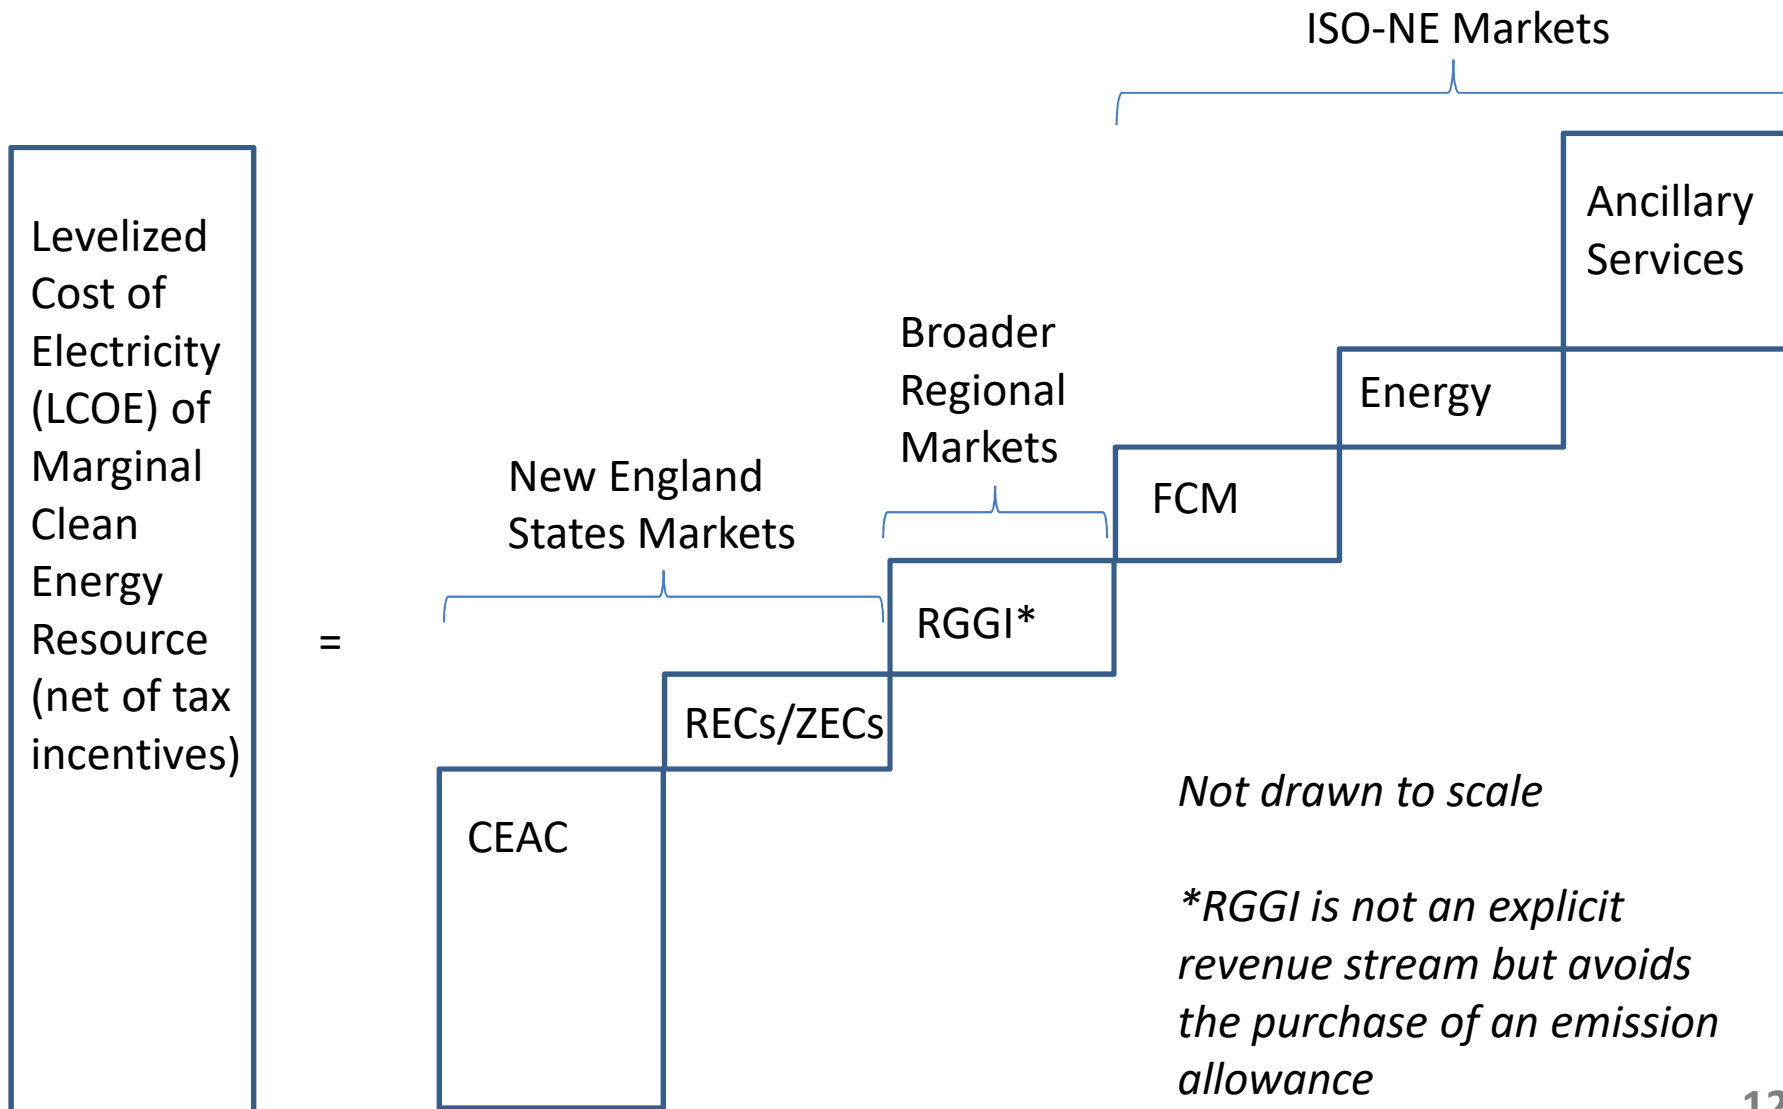 ISO-NE Markets
Levelized
Cost of
Electricity
(LCOE) of
Marginal
Clean
Energy
Resource
(net of tax
incentives)
=
New England
States Markets
Broader
Regional
Markets
CEAC
RECs/ZECs
RGGI*
FCM
Energy
Ancillary
Services
Not drawn to scale
*RGGI is not an explicit
revenue stream but avoids
the purchase of an emission
allowance
12